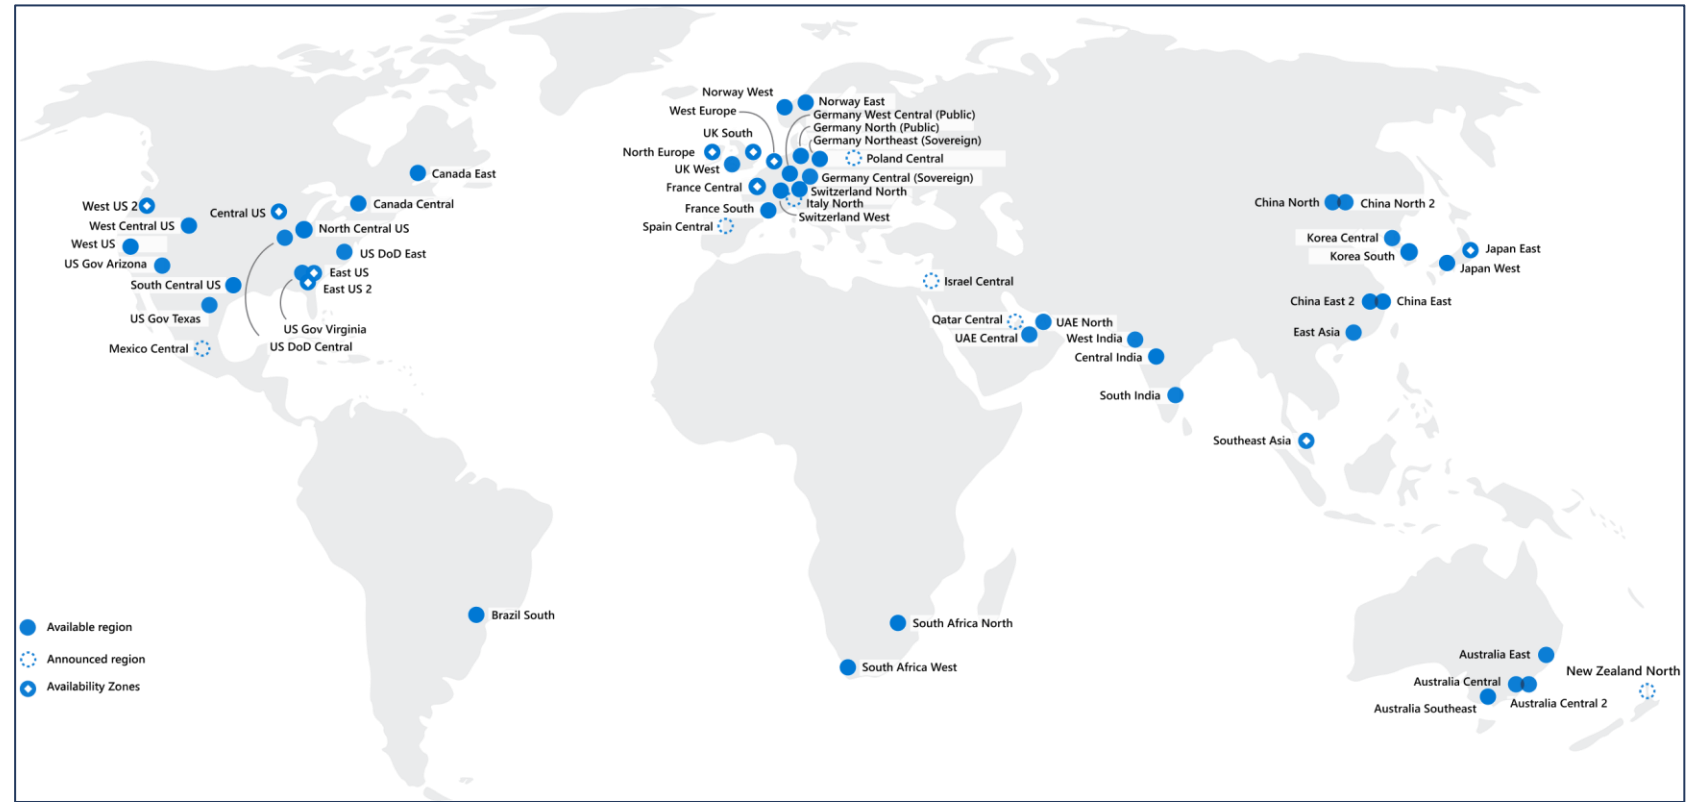 Norway West
Norway East
West Europe
Germany West Central (Public)
Germany North (Public)
UK South
Germany Northeast (Sovereign)
North Europe
Poland Central
UK West
Canada East
Germany Central (Sovereign)
France Central
Switzerland North
West US 2
Central US
Canada Central
Italy North
France South
Switzerland West
China North
China North 2
West Central US
North Central US
Spain Central
West US
US DoD East
Korea Central
Korea South
Japan East
Japan West
US Gov Arizona
East US
South Central US
East US 2
Israel Central
US Gov Texas
US Gov Virginia
US DoD Central
Mexico Central
Qatar Central
UAE North
UAE Central
West India
Central India
South India
China East 2
China East
East Asia
Southeast Asia
Brazil South
South Africa North
South Africa West
Australia East
New Zealand North
Australia Central
Australia Central 2
Australia Southeast
Available region
Announced region
Availability Zones